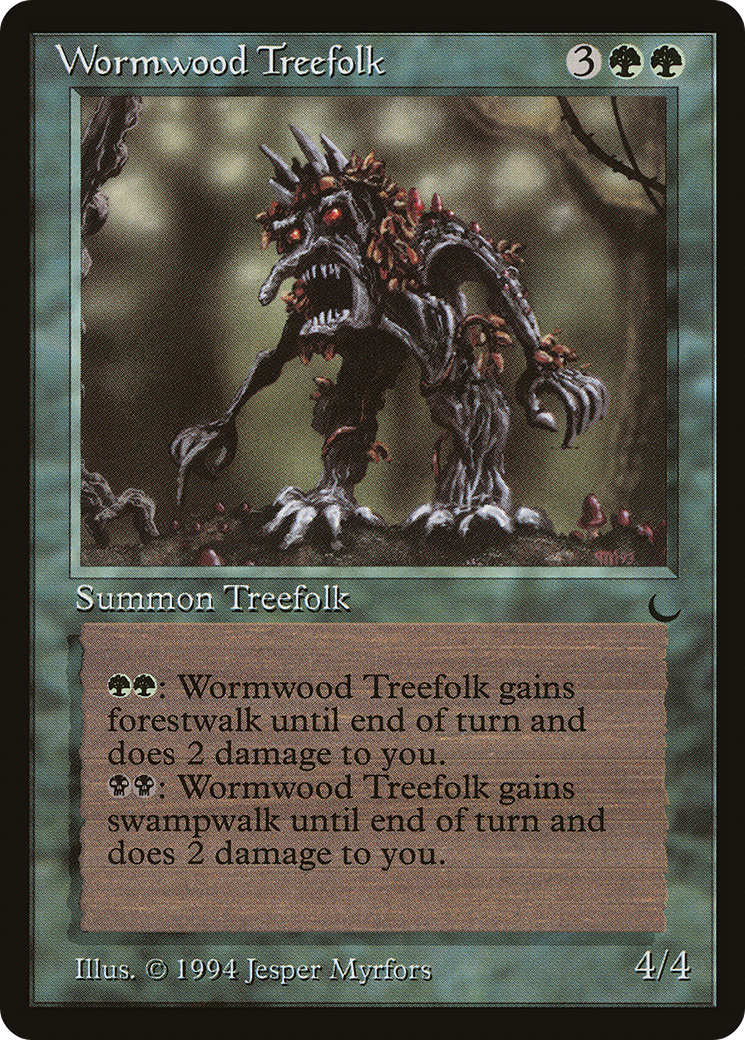 Wormwood Treefolk 3
Summon Treefolk
: Wormwood Treefolk gains
forestwalk until end of turn and
does 2 damage to you.
: Wormwood Treefolk gains
swampwalk until end of turn and
does 2 damage to you.
Illus. © 1994 Jesper Myrfors 4/4